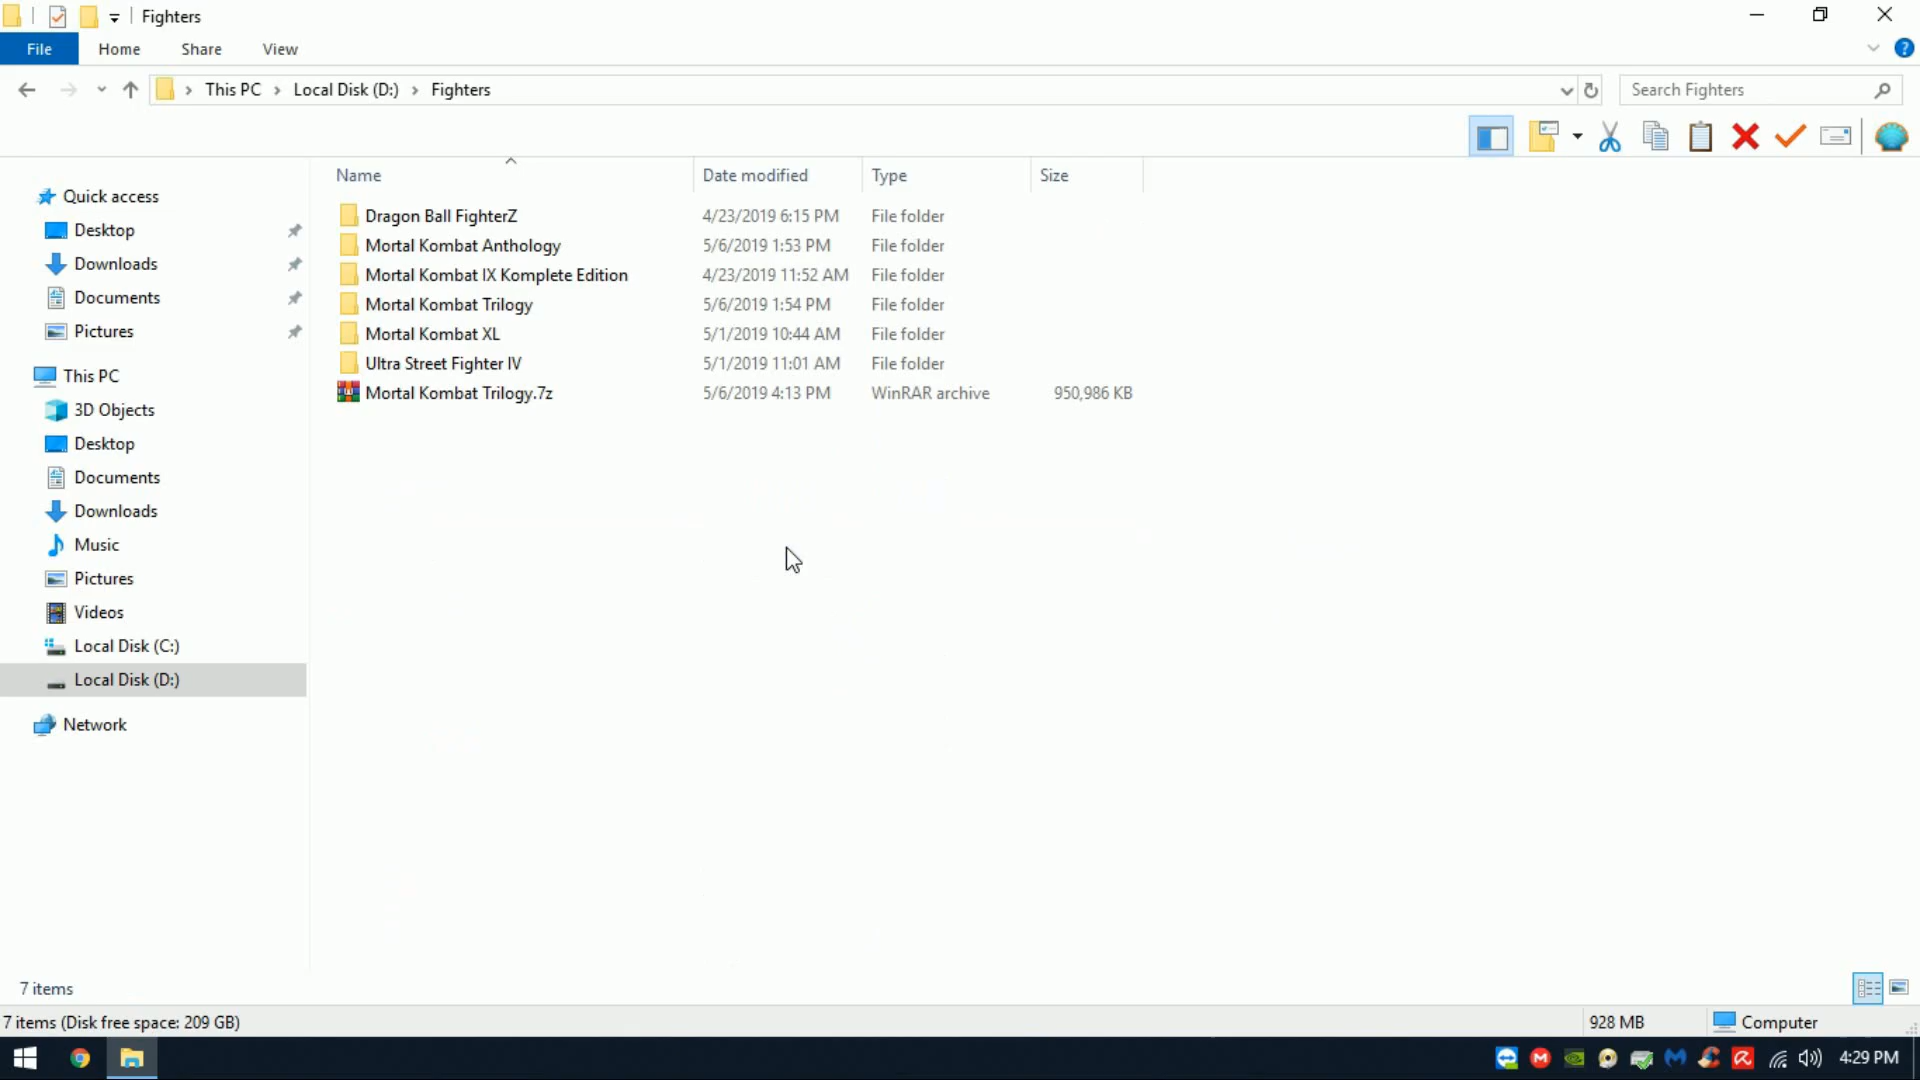 Fighters
File Home Share View
This PC Local Disk (D:) Fighters Search Fighters
Name Date modified Type Size
Quick access
Desktop
Downloads
Documents
Pictures
This PC
3D Objects
Desktop
Documents
Downloads
Music
Pictures
Videos
Local Disk (C:)
Local Disk (D:)
Network
Dragon Ball FighterZ 4/23/2019 6:15 PM File folder
Mortal Kombat Anthology 5/6/2019 1:53 PM File folder
Mortal Kombat IX Komplete Edition 4/23/2019 11:52 AM File folder
Mortal Kombat Trilogy 5/6/2019 1:54 PM File folder
Mortal Kombat XL 5/1/2019 10:44 AM File folder
Ultra Street Fighter IV 5/1/2019 11:01 AM File folder
Mortal Kombat Trilogy.7z 5/6/2019 4:13 PM WinRAR archive 950,986 KB
7 items
7 items (Disk free space: 209 GB) 928 MB Computer
4:29 PM